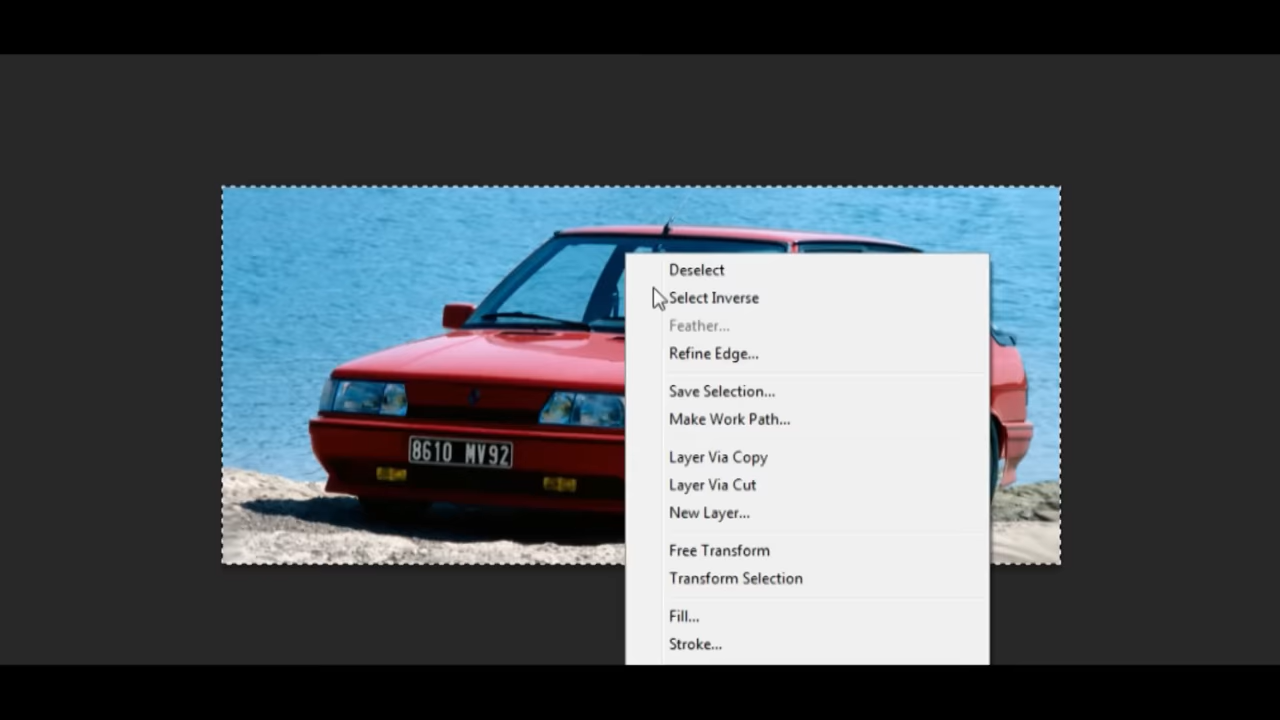 Deselect
Select Inverse
Feather...
Refine Edge...
Save Selection...
Make Work Path...
Layer Via Copy
Layer Via Cut
New Layer...
Free Transform
Transform Selection
Fill...
Stroke...
8610 MV92